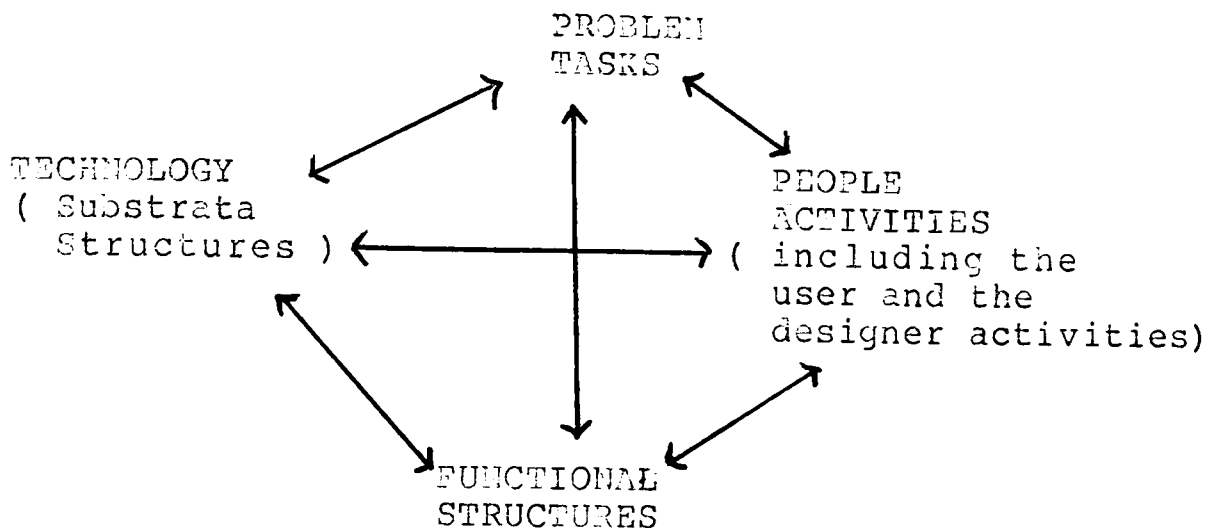 PROBLEM
TASKS
TECHNOLOGY
( Substrata
Structures )
PEOPLE
ACTIVITIES
( including the
user and the
designer activities)
FUNCTIONAL
STRUCTURES